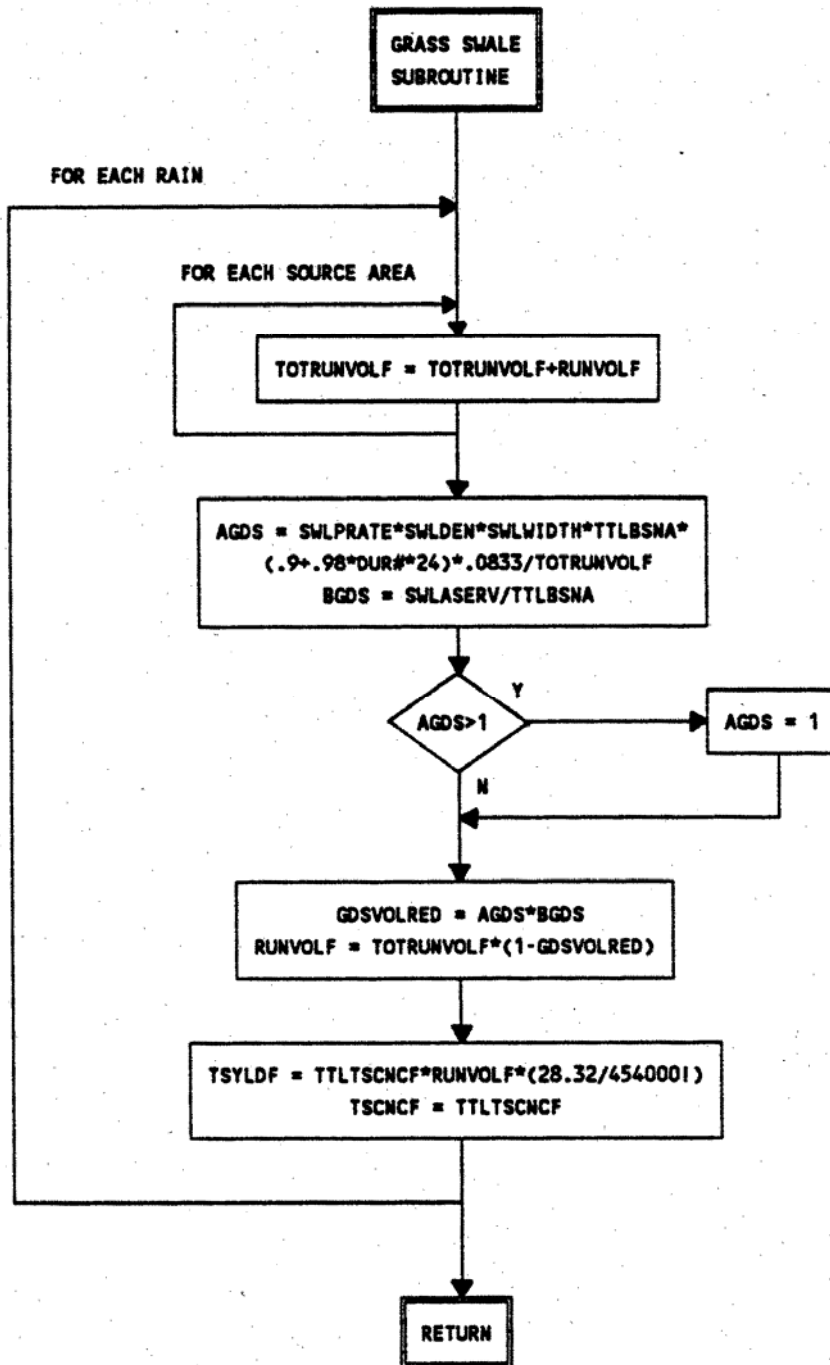 GRASS SWALE
SUBROUTINE
FOR EACH RAIN
FOR EACH SOURCE AREA
TOTRUNVOLF = TOTRUNVOLF+RUNVOLF
AGDS = SWLPRATE*SWLDEN*SWLWIDTH*TTLBSNA*
(.9+.98*DUR#*24)*.0833/TOTRUNVOLF
BGDS = SWLASERV/TTLBSNA
AGDS>1
Y
AGDS = 1
N
GDSVOLRED = AGDS*BGDS
RUNVOLF = TOTRUNVOLF*(1-GDSVOLRED)
TSYLDF = TTLTSCNCF*RUNVOLF*(28.32/454000!)
TSCNCF = TTLTSCNCF
RETURN